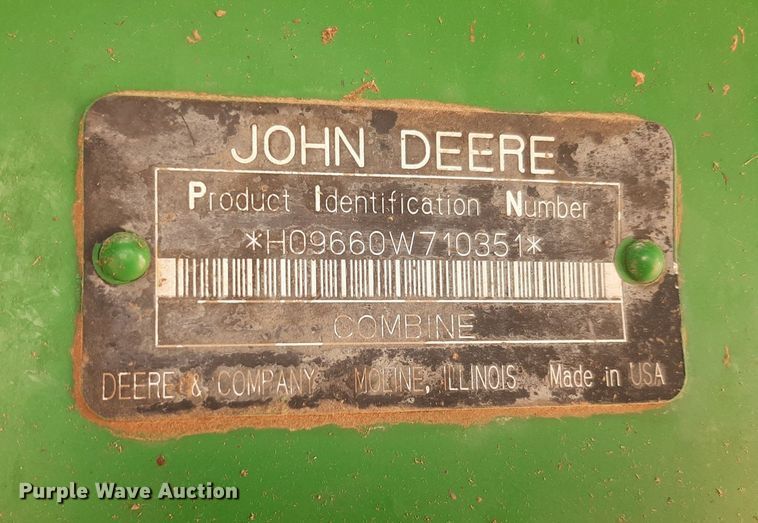 JOHN DEERE
Product Identification Number
*H09660W710351*
COMBINE
DEERE & COMPANY MOLINE, ILLINOIS Made in USA
Purple Wave Auction